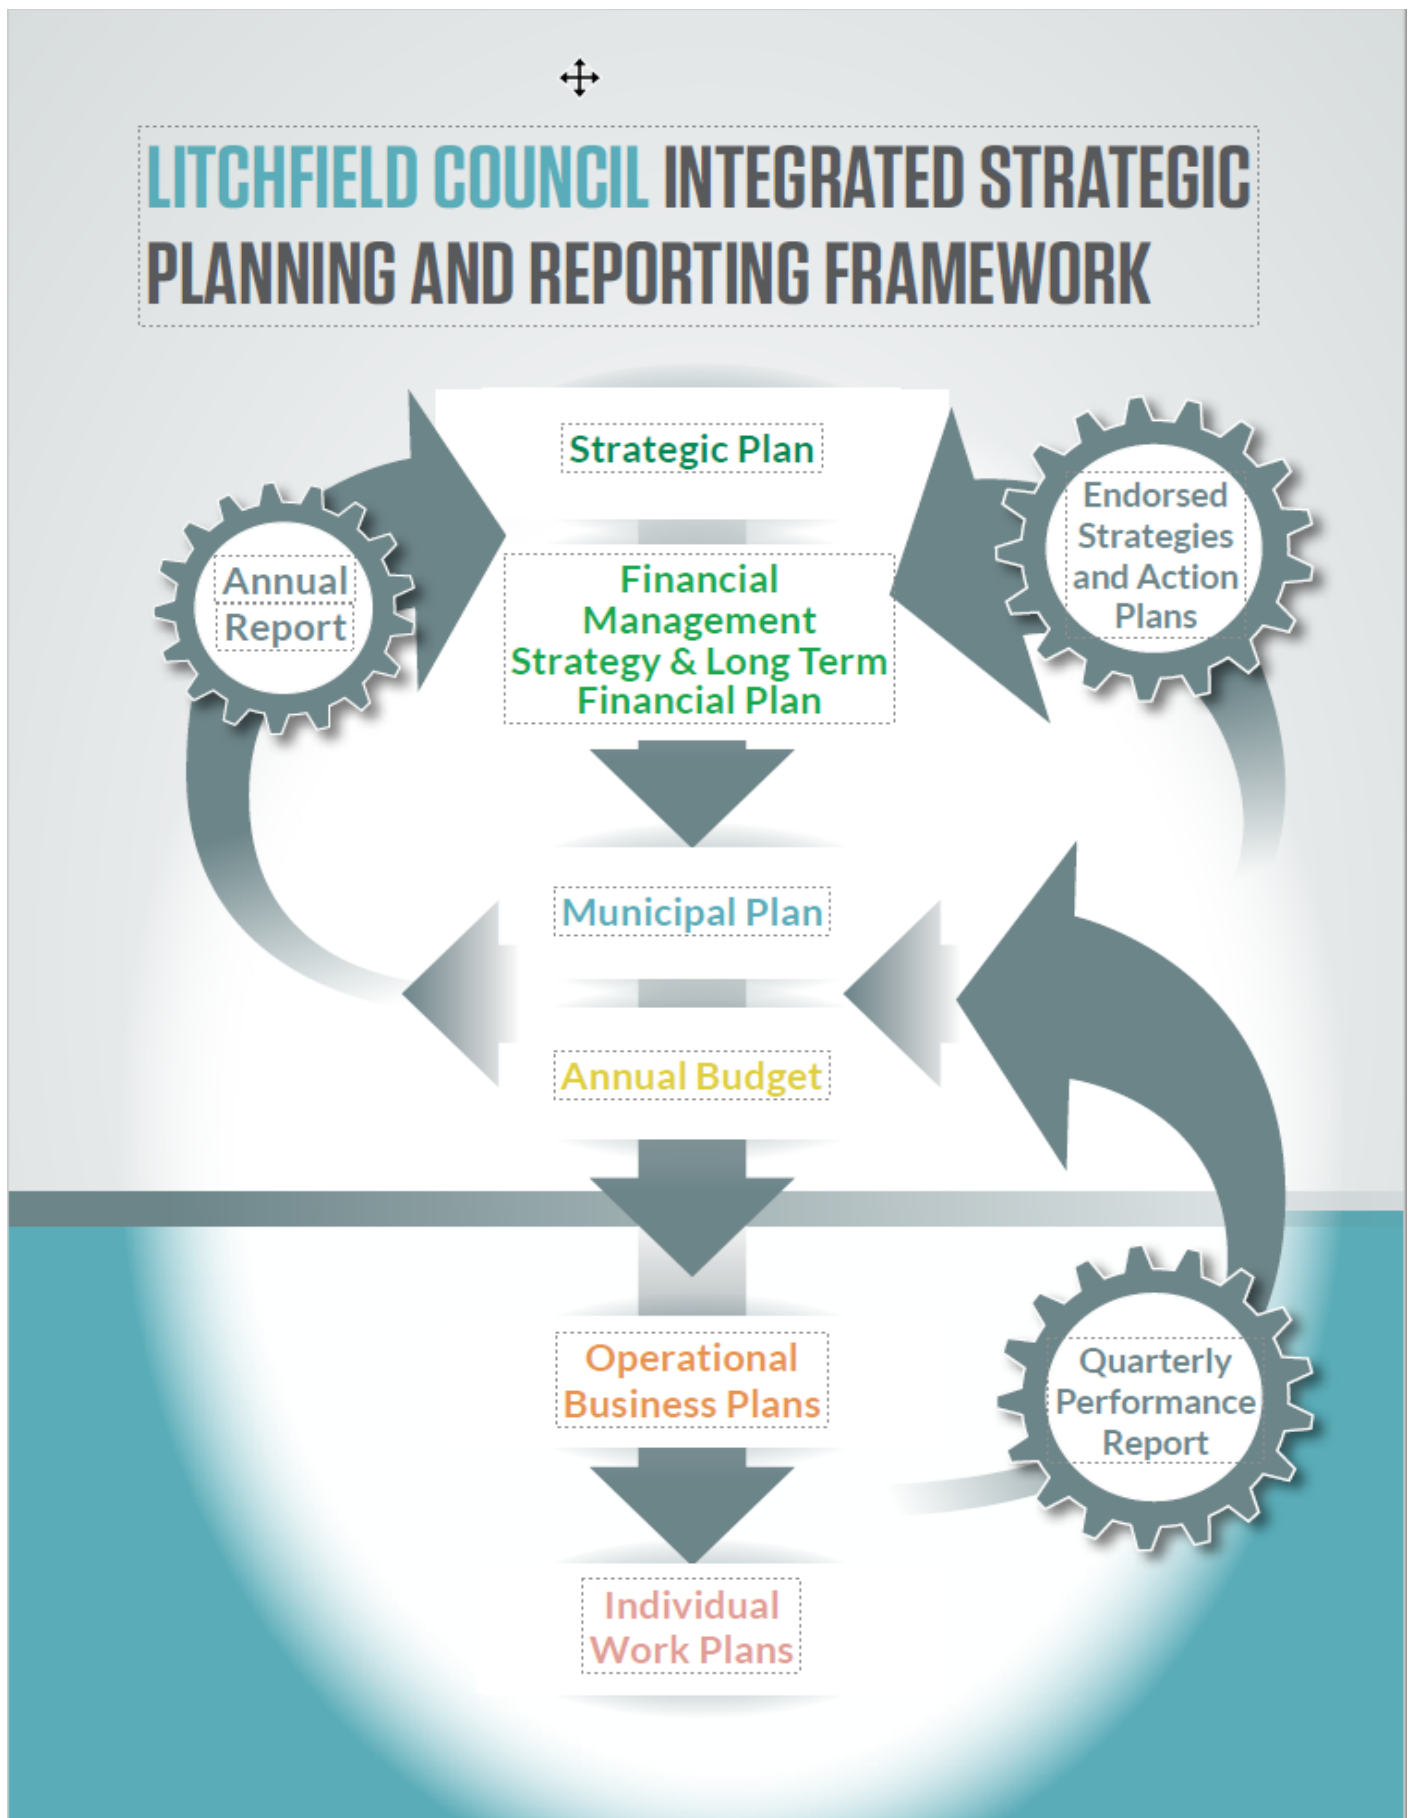 LITCHFIELD COUNCIL INTEGRATED STRATEGIC
PLANNING AND REPORTING FRAMEWORK
Strategic Plan
Endorsed
Strategies
and Action
Plans
Annual
Report
Financial
Management
Strategy & Long Term
Financial Plan
Municipal Plan
Annual Budget
Operational
Business Plans
Quarterly
Performance
Report
Individual
Work Plans